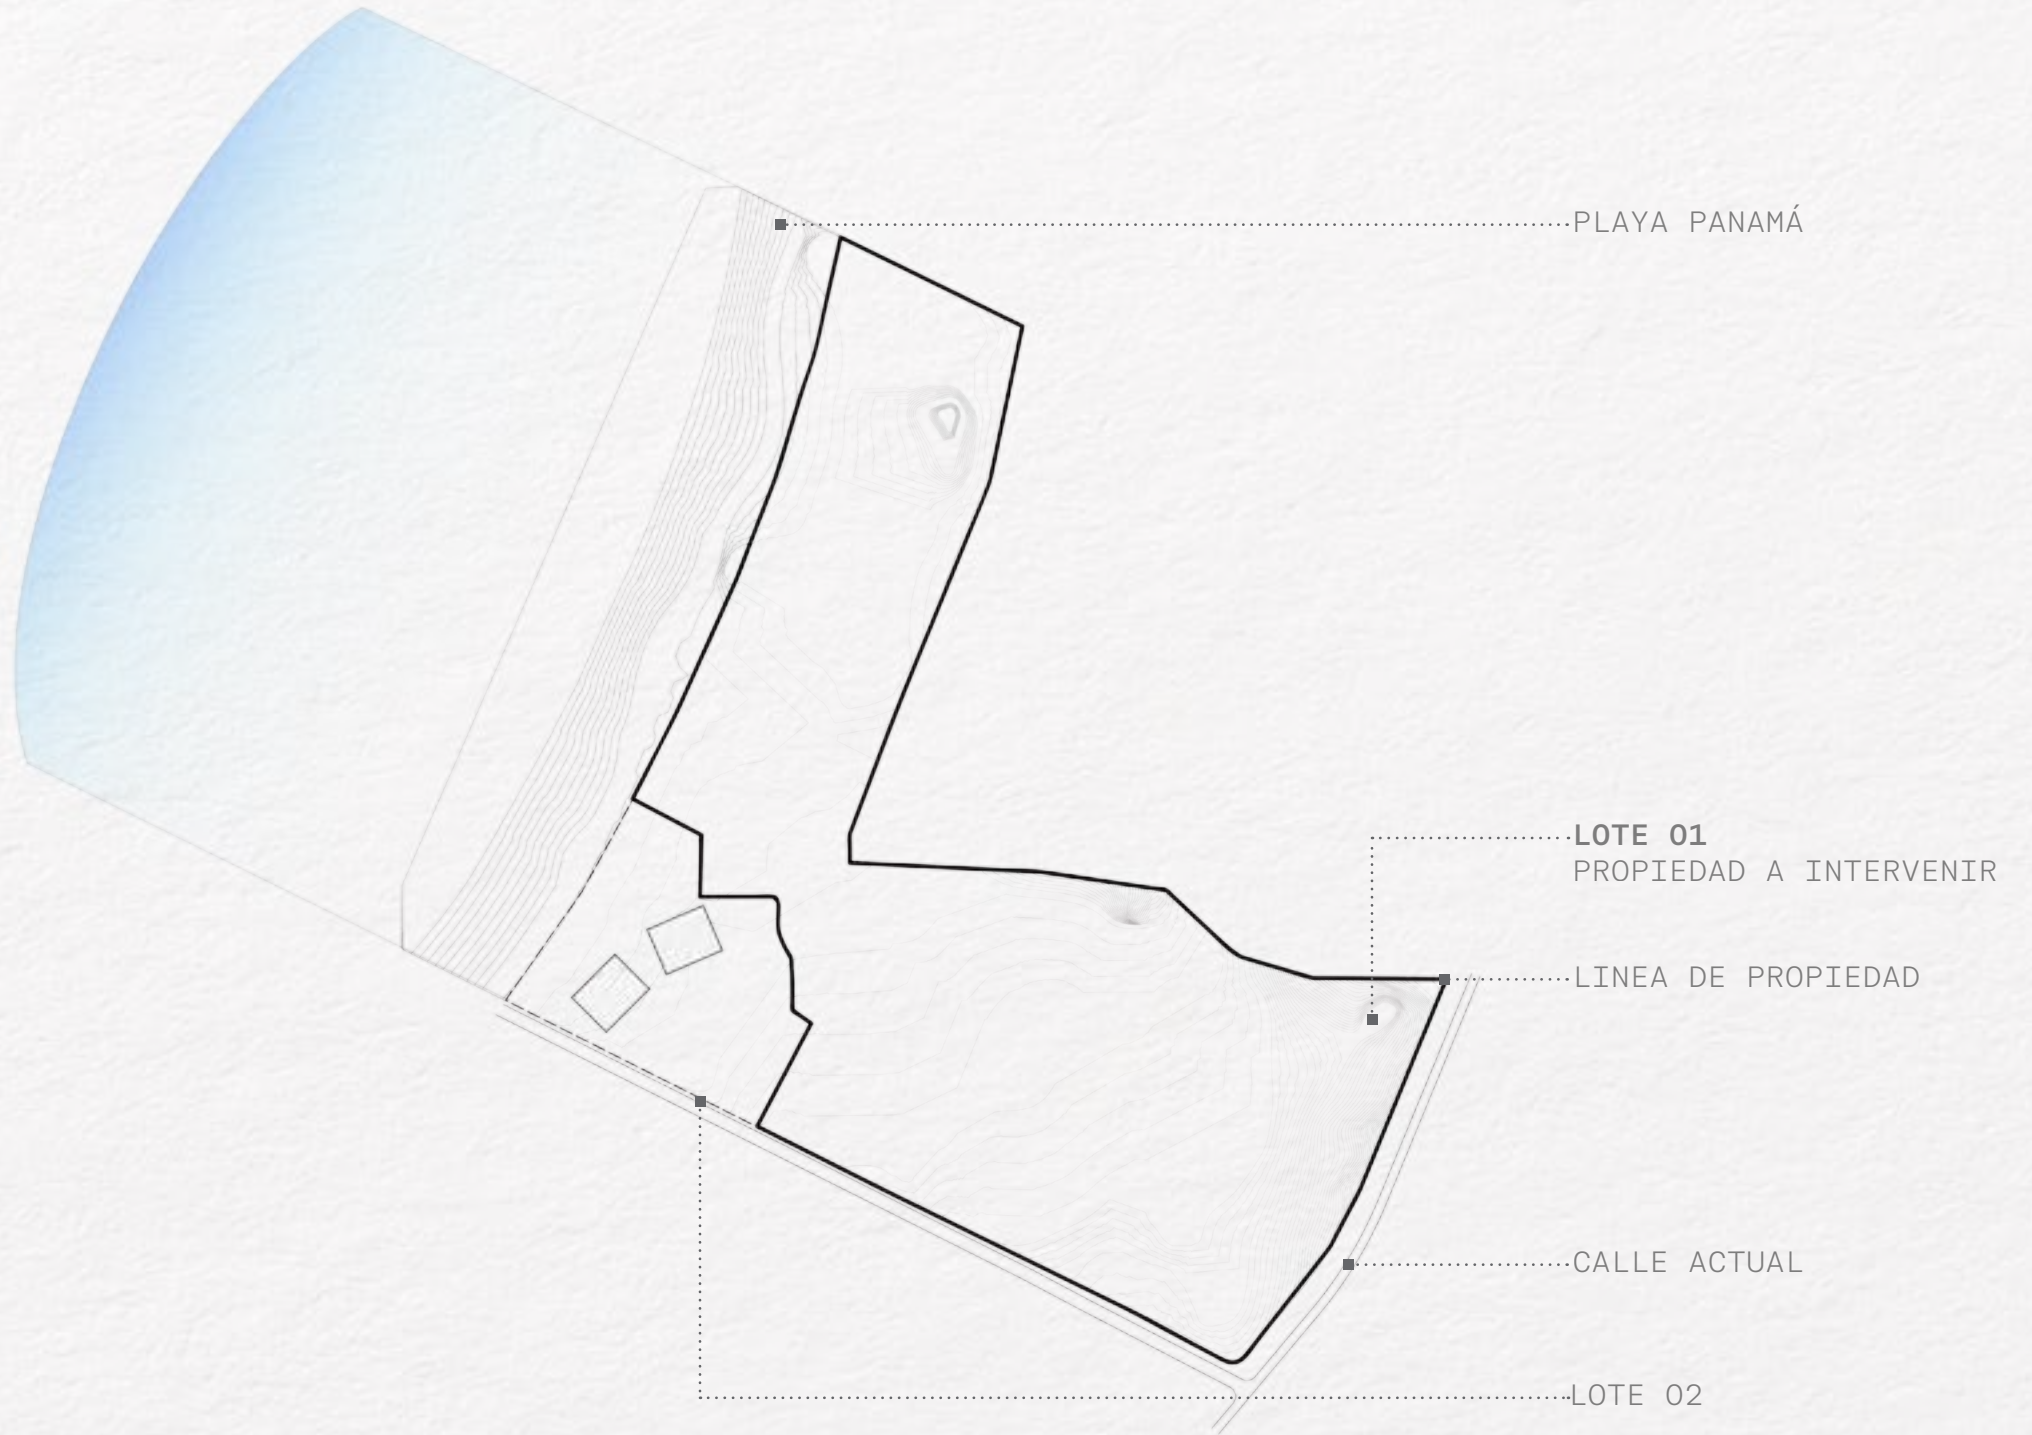 PLAYA PANAMÁ
LOTE 01
PROPIEDAD A INTERVENIR
LINEA DE PROPIEDAD
CALLE ACTUAL
LOTE 02